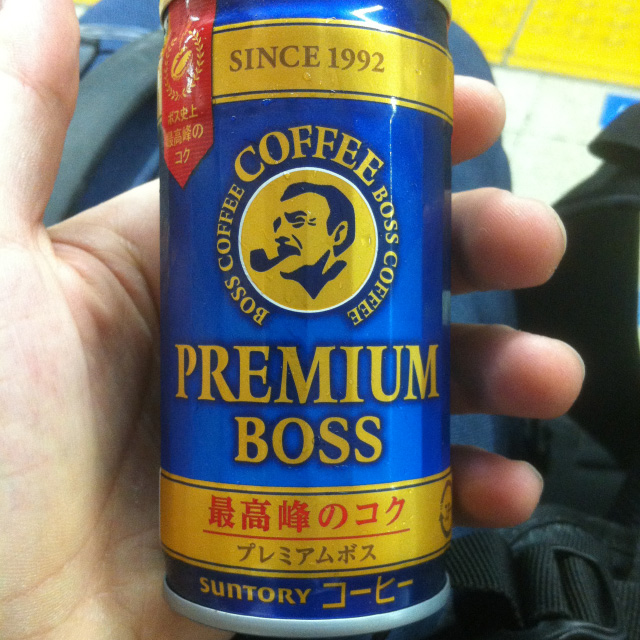 SINCE 1992
ボス史上
最高峰の
コク
COFFEE
BOSS COFFEE
BOSS COFFEE
PREMIUM
BOSS
最高峰のコク
プレミアムボス
SUNTORY コーヒー